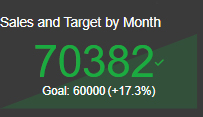 Sales and Target by Month
70382✓
Goal: 60000 (+17.3%)